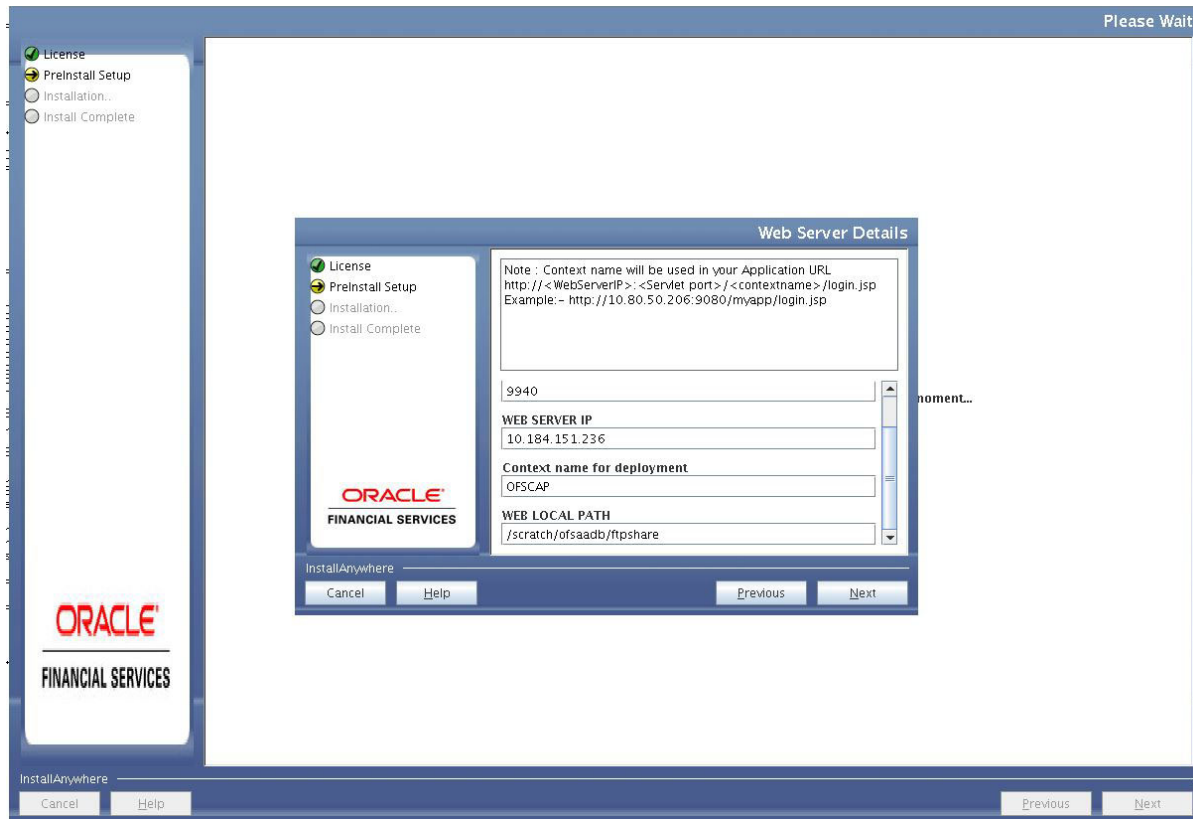 Please Wait
License
PreInstall Setup
Installation..
Install Complete
Web Server Details
License
PreInstall Setup
Installation..
Install Complete
Note : Context name will be used in your Application URL
http://<WebServerIP>:<Servlet port>/<contextname>/login.jsp
Example:- http://10.80.50.206:9080/myapp/login.jsp
9940
noment...
WEB SERVER IP
10.184.151.236
Context name for deployment
OFSCAP
WEB LOCAL PATH
/scratch/ofsaadb/ftpshare
ORACLE
FINANCIAL SERVICES
InstallAnywhere
Cancel Help Previous Next
ORACLE
FINANCIAL SERVICES
InstallAnywhere
Cancel Help Previous Next